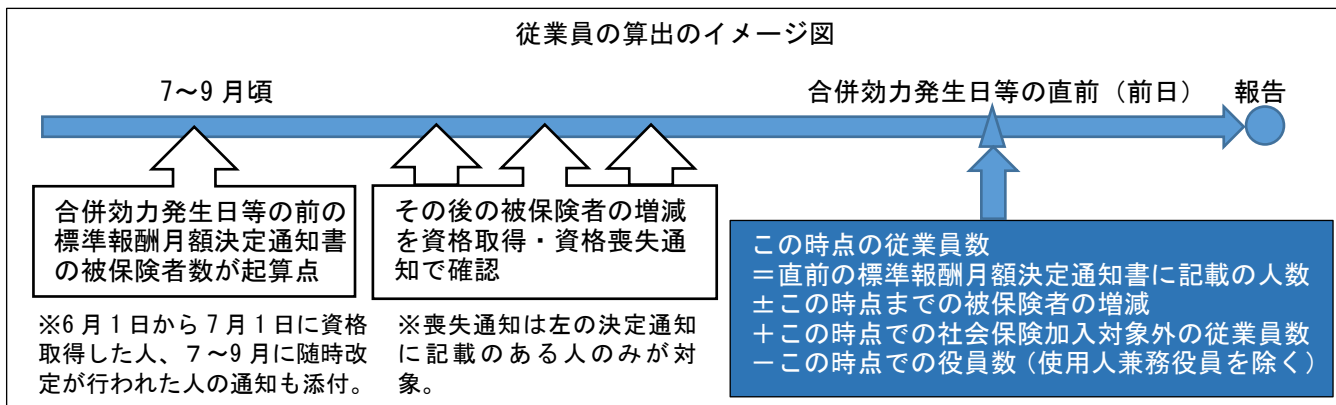 従業員の算出のイメージ図
7～9 月頃
合併効力発生日等の直前（前日）
報告
合併効力発生日等の前の
標準報酬月額決定通知書
の被保険者数が起算点
その後の被保険者の増減
を資格取得・資格喪失通
知で確認
この時点の従業員数
＝直前の標準報酬月額決定通知書に記載の人数
±この時点までの被保険者の増減
＋この時点での社会保険加入対象外の従業員数
－この時点での役員数（使用人兼務役員を除く）
※6 月 1 日から 7 月 1 日に資格
取得した人、７～9 月に随時改
定が行われた人の通知も添付。
※喪失通知は左の決定通知
に記載のある人のみが対
象。